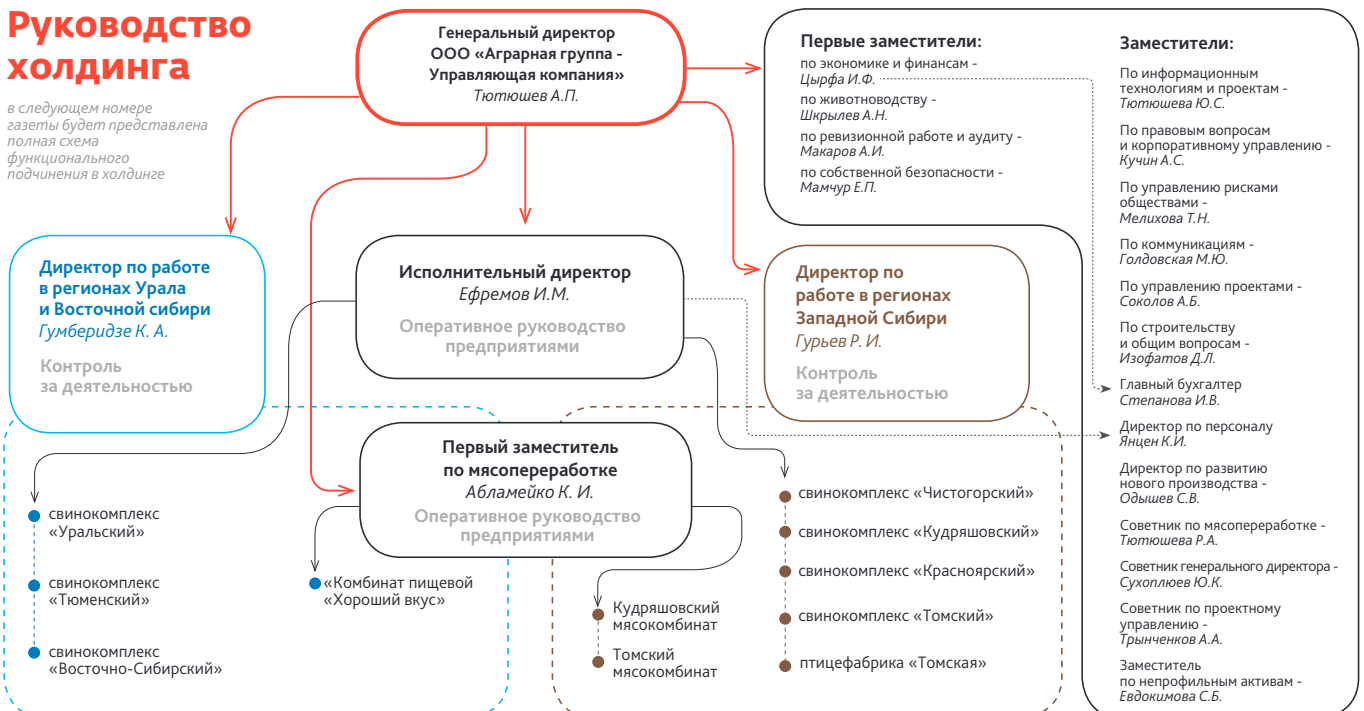 Руководство
холдинга
в следующем номере
газеты будет представлена
полная схема
функционального
подчинения в холдинге
Генеральный директор
ООО «Аграрная группа -
Управляющая компания»
Тютюшев А.П.
Первые заместители:
по экономике и финансам -
Цырфа И.Ф.
по животноводству -
Шкрылев А.Н.
по ревизионной работе и аудиту -
Макаров А.И.
по собственной безопасности -
Мамчур Е.П.
Заместители:
По информационным
технологиям и проектам -
Тютюшева Ю.С.
По правовым вопросам
и корпоративному управлению -
Кучин А.С.
По управлению рисками
обществами -
Мелихова Т.Н.
По коммуникациям -
Голдовская М.Ю.
По управлению проектами -
Соколов А.Б.
По строительству
и общим вопросам -
Изофатов Д.Л.
Главный бухгалтер
Степанова И.В.
Директор по персоналу
Янцен К.И.
Директор по развитию
нового производства -
Одышев С.В.
Советник по мясопереработке -
Тютюшева Р.А.
Советник генерального директора -
Сухоплюев Ю.К.
Советник по проектному
управлению -
Трынченков А.А.
Заместитель
по непрофильным активам -
Евдокимова С.Б.
Директор по работе
в регионах Урала
и Восточной сибири
Гумберидзе К. А.
Контроль
за деятельностью
Исполнительный директор
Ефремов И.М.
Оперативное руководство
предприятиями
Директор по
работе в регионах
Западной Сибири
Гурьев Р. И.
Контроль
за деятельностью
Первый заместитель
по мясопереработке
Абламейко К. И.
Оперативное руководство
предприятиями
свинокомплекс
«Уральский»
свинокомплекс
«Тюменский»
свинокомплекс
«Восточно-Сибирский»
«Комбинат пищевой
«Хороший вкус»
Кудряшовский
мясокомбинат
Томский
мясокомбинат
свинокомплекс «Чистогорский»
свинокомплекс «Кудряшовский»
свинокомплекс «Красноярский»
свинокомплекс «Томский»
птицефабрика «Томская»